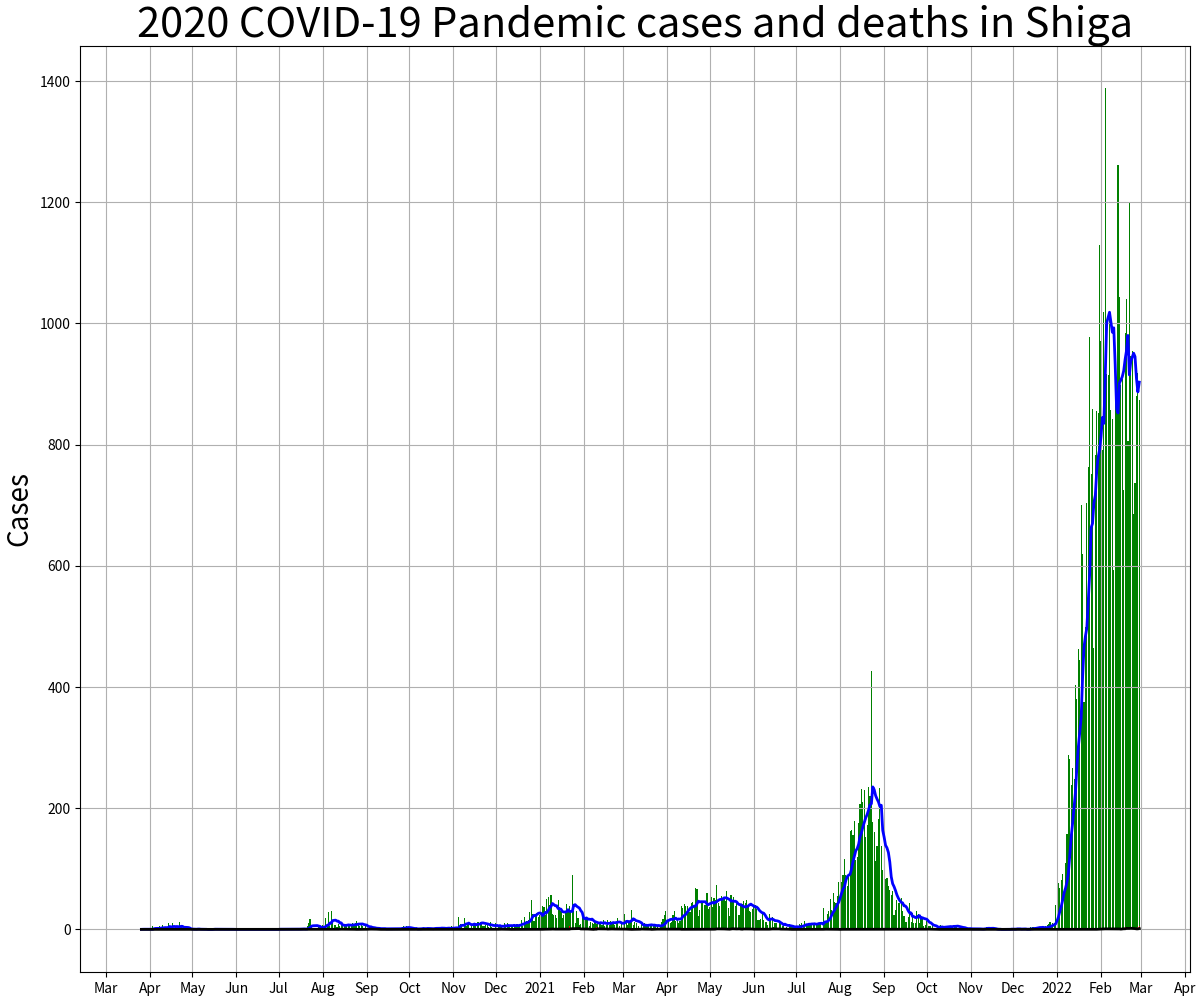 2020 COVID-19 Pandemic cases and deaths in Shiga
Cases
1400
1200
1000
800
600
400
200
0
Mar Apr May Jun Jul Aug Sep Oct Nov Dec 2021 Feb Mar Apr May Jun Jul Aug Sep Oct Nov Dec 2022 Feb Mar Apr